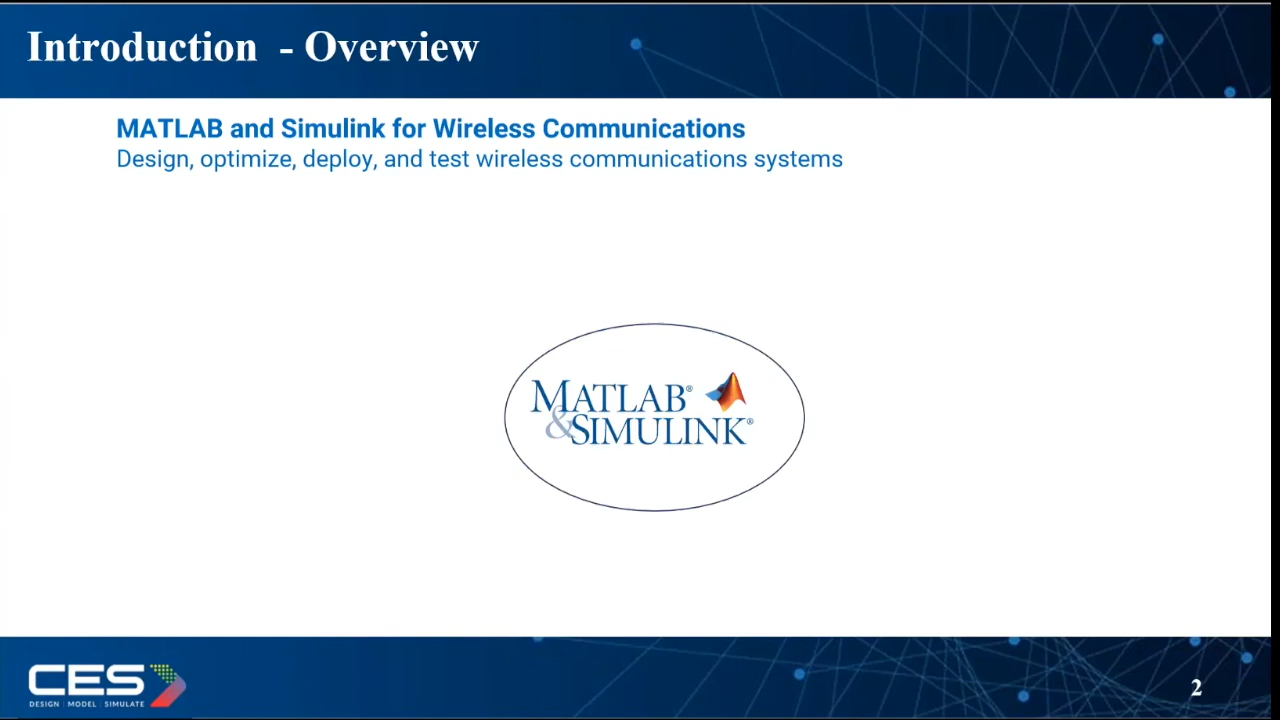 Introduction - Overview
MATLAB and Simulink for Wireless Communications
Design, optimize, deploy, and test wireless communications systems
MATLAB®
&SIMULINK®
CES
DESIGN | MODEL | SIMULATE
2